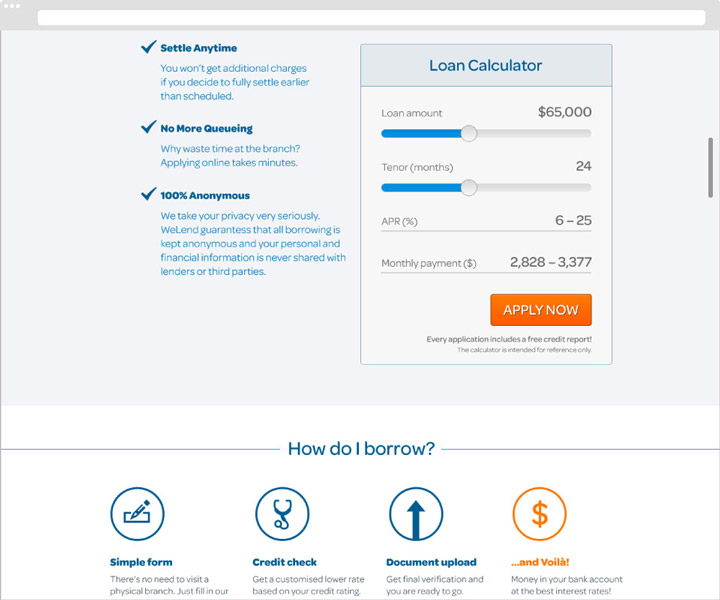 Settle Anytime
You won't get additional charges
if you decide to fully settle earlier
than scheduled.
No More Queueing
Why waste time at the branch?
Applying online takes minutes.
100% Anonymous
We take your privacy very seriously.
WeLend guarantess that all borrowing is
kept anonymous and your personal and
financial information is never shared with
lenders or third parties.
Loan Calculator
Loan amount $65,000
Tenor (months) 24
APR (%) 6 – 25
Monthly payment ($) 2,828 – 3,377
APPLY NOW
Every application includes a free credit report!
The calculator is intended for reference only.
How do I borrow?
$
Simple form
There's no need to visit a
physical branch. Just fill in our
Credit check
Get a customised lower rate
based on your credit rating.
Document upload
Get final verification and
you are ready to go.
...and Voilà!
Money in your bank account
at the best interest rates!